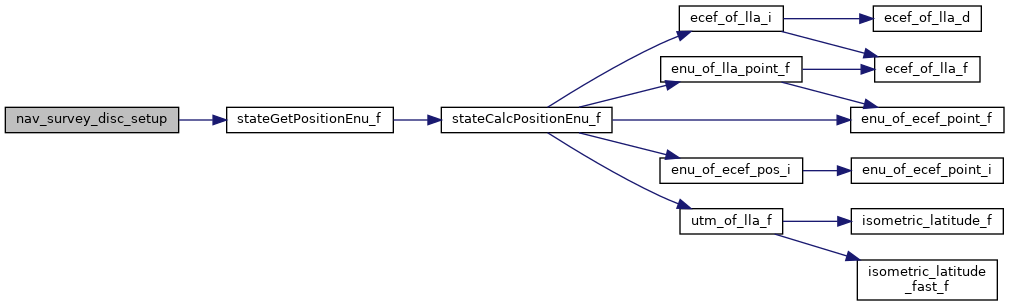 nav_survey_disc_setup
stateGetPositionEnu_f
stateCalcPositionEnu_f
ecef_of_lla_i
enu_of_lla_point_f
enu_of_ecef_pos_i
utm_of_lla_f
ecef_of_lla_d
ecef_of_lla_f
enu_of_ecef_point_f
enu_of_ecef_point_i
isometric_latitude_f
isometric_latitude
_fast_f